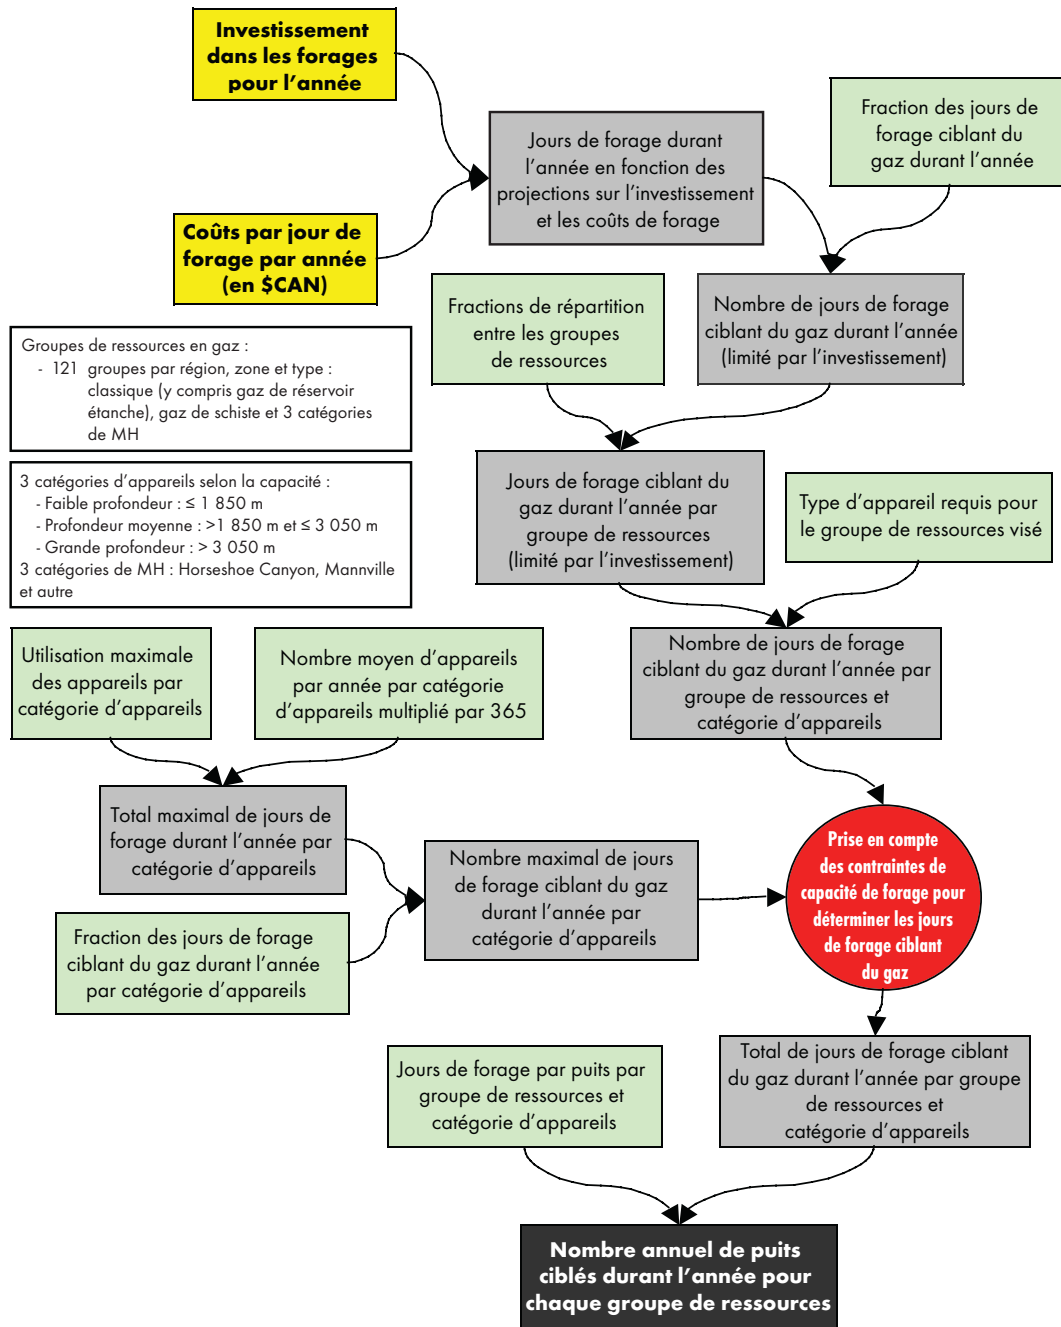 Investissement
dans les forages
pour l'année
Fraction des jours de
forage ciblant du
gaz durant l'année
Jours de forage durant
l'année en fonction des
projections sur l'investissement
et les coûts de forage
Coûts par jour de
forage par année
(en $CAN)
Fractions de répartition
entre les groupes
de ressources
Nombre de jours de forage
ciblant du gaz durant l'année
(limité par l'investissement)
Groupes de ressources en gaz :
- 121 groupes par région, zone et type :
classique (y compris gaz de réservoir
étanche), gaz de schiste et 3 catégories
de MH
3 catégories d'appareils selon la capacité :
- Faible profondeur : ≤ 1 850 m
- Profondeur moyenne : >1 850 m et ≤ 3 050 m
- Grande profondeur : > 3 050 m
3 catégories de MH : Horseshoe Canyon, Mannville
et autre
Jours de forage ciblant du
gaz durant l'année par
groupe de ressources
(limité par l'investissement)
Type d'appareil requis pour
le groupe de ressources visé
Utilisation maximale
des appareils par
catégorie d'appareils
Nombre moyen d'appareils
par année par catégorie
d'appareils multiplié par 365
Nombre de jours de forage
ciblant du gaz durant l'année par
groupe de ressources et
catégorie d'appareils
Total maximal de jours de
forage durant l'année par
catégorie d'appareils
Nombre maximal de jours
de forage ciblant du gaz
durant l'année par
catégorie d'appareils
Prise en compte
des contraintes de
capacité de forage pour
déterminer les jours
de forage ciblant
du gaz
Fraction des jours de forage
ciblant du gaz durant l'année
par catégorie d'appareils
Jours de forage par puits par
groupe de ressources et
catégorie d'appareils
Total de jours de forage ciblant
du gaz durant l'année par groupe
de ressources et
catégorie d'appareils
Nombre annuel de puits
ciblés durant l'année pour
chaque groupe de ressources